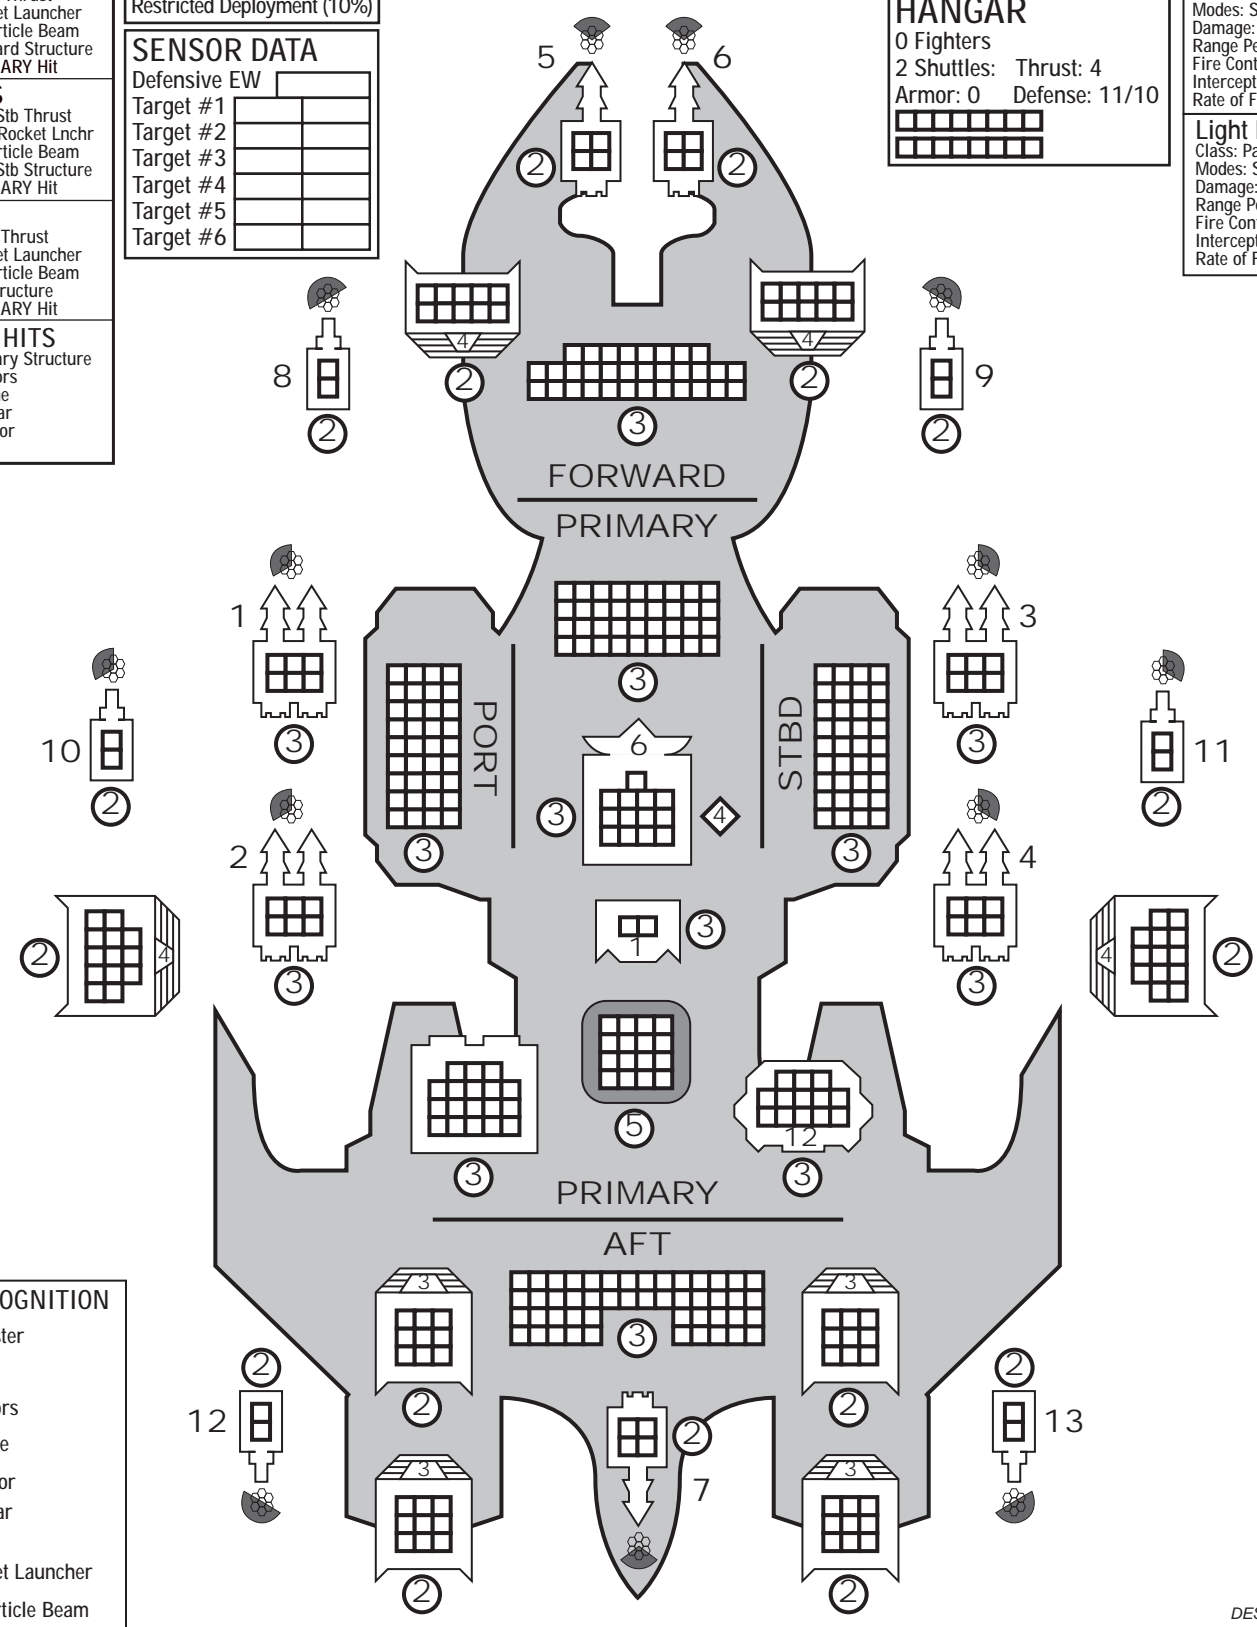 et Launcher
rticle Beam
ard Structure
ARY Hit
S
Stb Thrust
Rocket Lnchr
rticle Beam
Stb Structure
ARY Hit
Thrust
et Launcher
rticle Beam
ructure
ARY Hit
HITS
ary Structure
ors
ne
ar
or
Restricted Deployment (10%)
SENSOR DATA
Defensive EW
Target #1
Target #2
Target #3
Target #4
Target #5
Target #6
HANGAR
0 Fighters
2 Shuttles: Thrust: 4
Armor: 0 Defense: 11/10
Modes: S
Damage:
Range Pe
Fire Cont
Intercept
Rate of F
Light
Class: Pa
Modes: S
Damage:
Range Pe
Fire Con
Intercept
Rate of F
5
6
2
2
4
4
2
2
8
9
2
2
3
FORWARD
PRIMARY
1
3
3
3
3
PORT
STBD
10
11
2
2
6
3
4
3
3
2
4
3
3
1
3
2
4
4
2
5
3
12
3
PRIMARY
AFT
3
3
3
2
2
12
2
2
13
2
7
3
3
2
2
OGNITION
ster
ors
e
or
ar
et Launcher
rticle Beam
DES